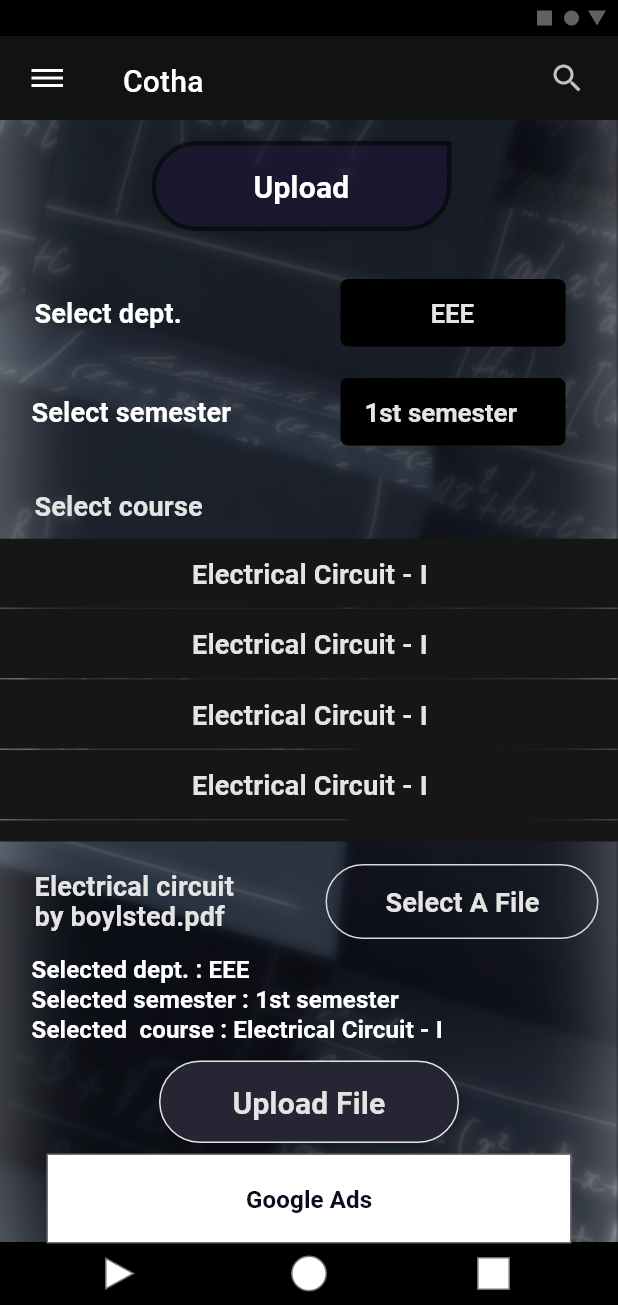 Cotha
Upload
Select dept.
EEE
Select semester
1st semester
Select course
Electrical Circuit - I
Electrical Circuit - I
Electrical Circuit - I
Electrical Circuit - I
Electrical circuit
by boylsted.pdf
Select A File
Selected dept. : EEE
Selected semester : 1st semester
Selected  course : Electrical Circuit - I
Upload File
Google Ads